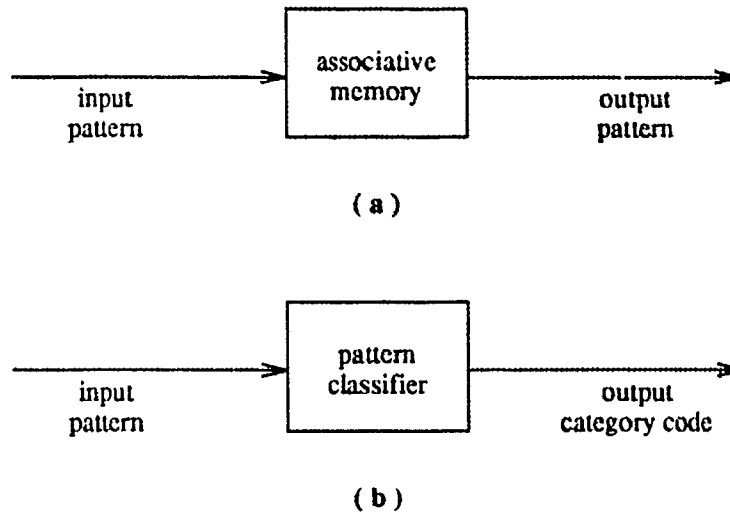 associative
memory
input
pattern
output
pattern
( a )
pattern
classifier
input
pattern
output
category code
( b )